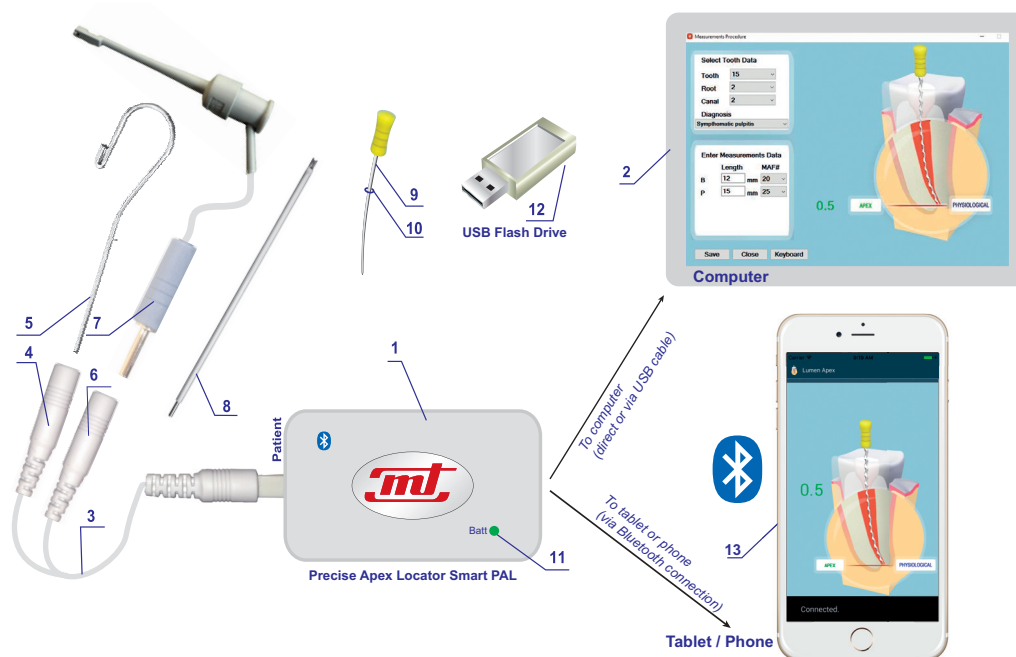 2
Measurements Procedure
Select Tooth Data
Tooth 15
Root 2
Canal 2
Diagnosis
Sympthomatic pulpitis
Enter Measurements Data
Length MAF#
B 12 mm 20
P 15 mm 25
0.5 APEX PHYSIOLOGICAL
Save Close Keyboard
Computer
9
10
12
USB Flash Drive
5
7
4
6
8
1
3
Patient
mt
Batt
11
Precise Apex Locator Smart PAL
To computer
(direct or via USB cable)
To tablet or phone
(via Bluetooth connection)
13
Lumen Apex
0.5
APEX PHYSIOLOGICAL
Connected.
Tablet / Phone